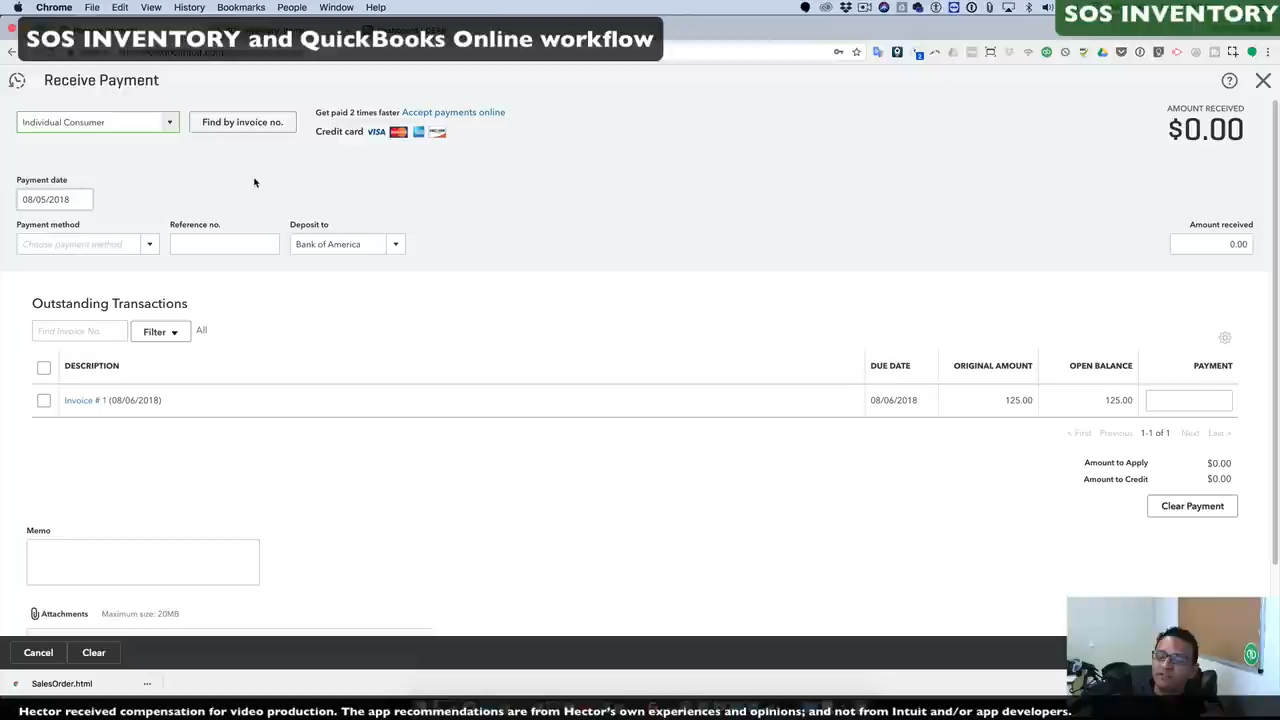 Chrome File Edit View History Bookmarks People Window Help
SOS INVENTORY
SOS INVENTORY and QuickBooks Online workflow
Receive Payment
Individual Consumer
Find by invoice no.
Get paid 2 times faster Accept payments online
Credit card VISA
AMOUNT RECEIVED
$0.00
Payment date
08/05/2018
Payment method
Reference no.
Deposit to
Amount received
Choose payment method
Bank of America
0.00
Outstanding Transactions
Find Invoice No.
Filter
All
DESCRIPTION DUE DATE ORIGINAL AMOUNT OPEN BALANCE PAYMENT
Invoice # 1 (08/06/2018) 08/06/2018 125.00 125.00
< First Previous 1-1 of 1 Next Last >
Amount to Apply $0.00
Amount to Credit $0.00
Clear Payment
Memo
Attachments Maximum size: 20MB
Cancel
Clear
SalesOrder.html
Hector received compensation for video production. The app recommendations are from Hector's own experiences and opinions; and not from Intuit and/or app developers.